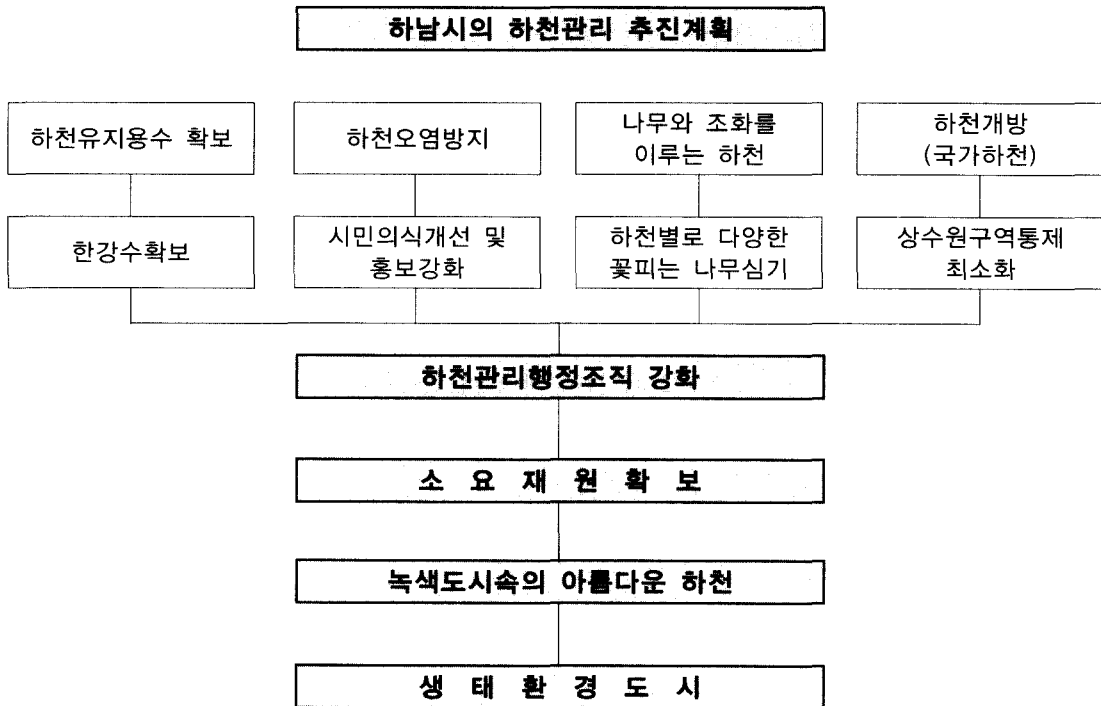 하남시의 하천관리 추진계획
하천유지용수 확보
하천오염방지
나무와 조화를
이루는 하천
하천개방
(국가하천)
한강수확보
시민의식개선 및
홍보강화
하천별로 다양한
꽃피는 나무심기
상수원구역통제
최소화
하천관리행정조직 강화
소 요 재 원 확 보
녹색도시속의 아름다운 하천
생 태 환 경 도 시